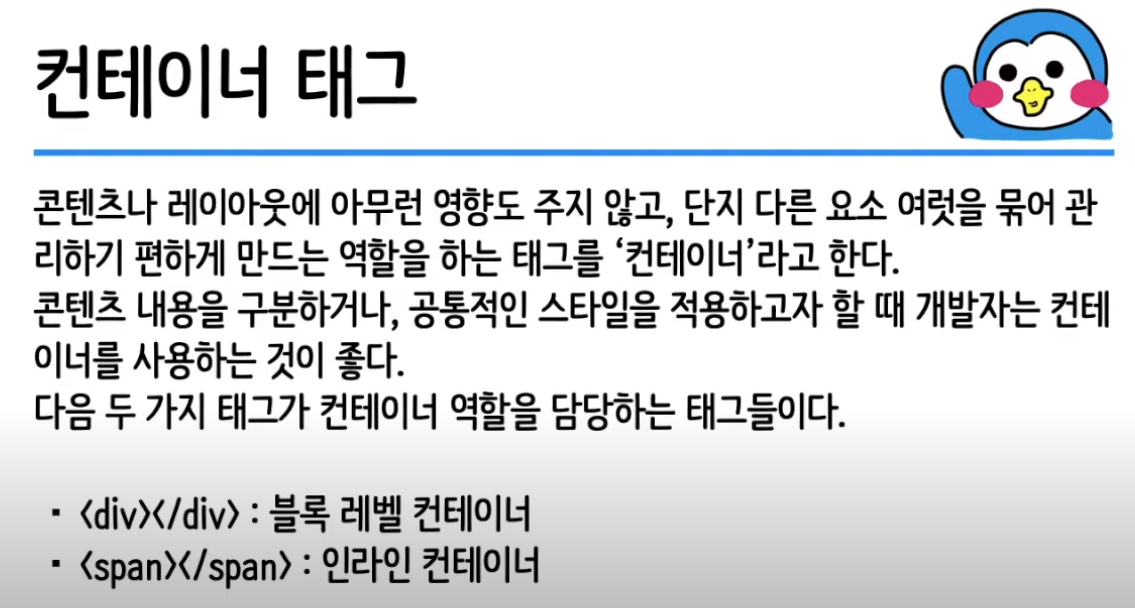 컨테이너 태그
콘텐츠나 레이아웃에 아무런 영향도 주지 않고, 단지 다른 요소 여럿을 묶어 관
리하기 편하게 만드는 역할을 하는 태그를 ‘컨테이너’라고 한다.
콘텐츠 내용을 구분하거나, 공통적인 스타일을 적용하고자 할 때 개발자는 컨테
이너를 사용하는 것이 좋다.
다음 두 가지 태그가 컨테이너 역할을 담당하는 태그들이다.
▪ <div></div> : 블록 레벨 컨테이너
▪ <span></span> : 인라인 컨테이너